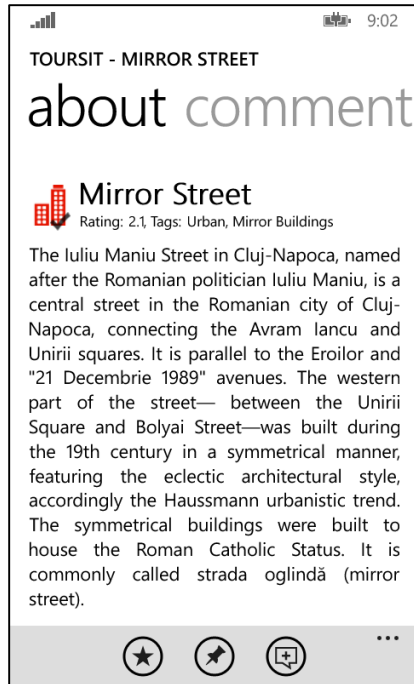 9:02
TOURSIT - MIRROR STREET
about comment
Mirror Street
Rating: 2.1, Tags: Urban, Mirror Buildings
The Iuliu Maniu Street in Cluj-Napoca, named
after the Romanian politician Iuliu Maniu, is a
central street in the Romanian city of Cluj-
Napoca, connecting the Avram Iancu and
Unirii squares. It is parallel to the Eroilor and
"21 Decembrie 1989" avenues. The western
part of the street— between the Unirii
Square and Bolyai Street—was built during
the 19th century in a symmetrical manner,
featuring the eclectic architectural style,
accordingly the Haussmann urbanistic trend.
The symmetrical buildings were built to
house the Roman Catholic Status. It is
commonly called strada oglindă (mirror
street).